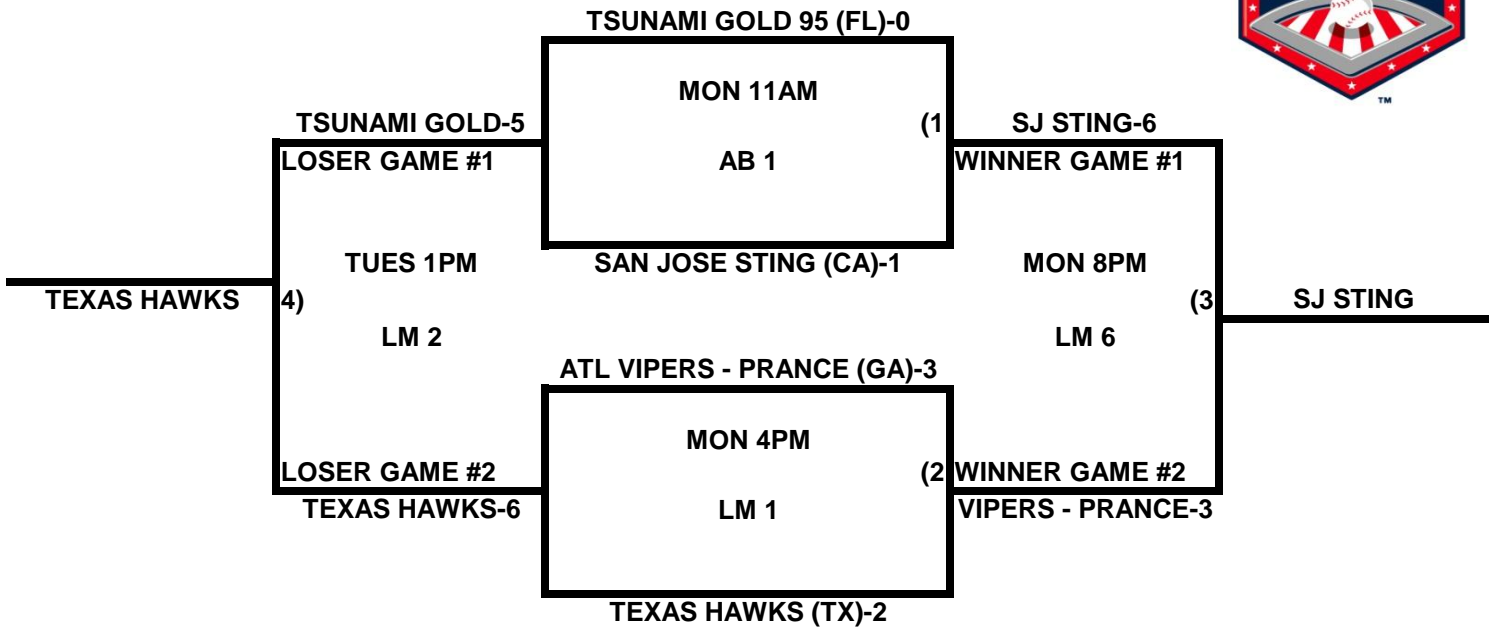 TSUNAMI GOLD 95 (FL)-0
MON 11AM
TM
TSUNAMI GOLD-5
(1
SJ STING-6
LOSER GAME #1
AB 1
WINNER GAME #1
TUES 1PM
SAN JOSE STING (CA)-1
MON 8PM
TEXAS HAWKS
4)
(3
SJ STING
LM 2
LM 6
ATL VIPERS - PRANCE (GA)-3
MON 4PM
LOSER GAME #2
(2
WINNER GAME #2
TEXAS HAWKS-6
LM 1
VIPERS - PRANCE-3
TEXAS HAWKS (TX)-2